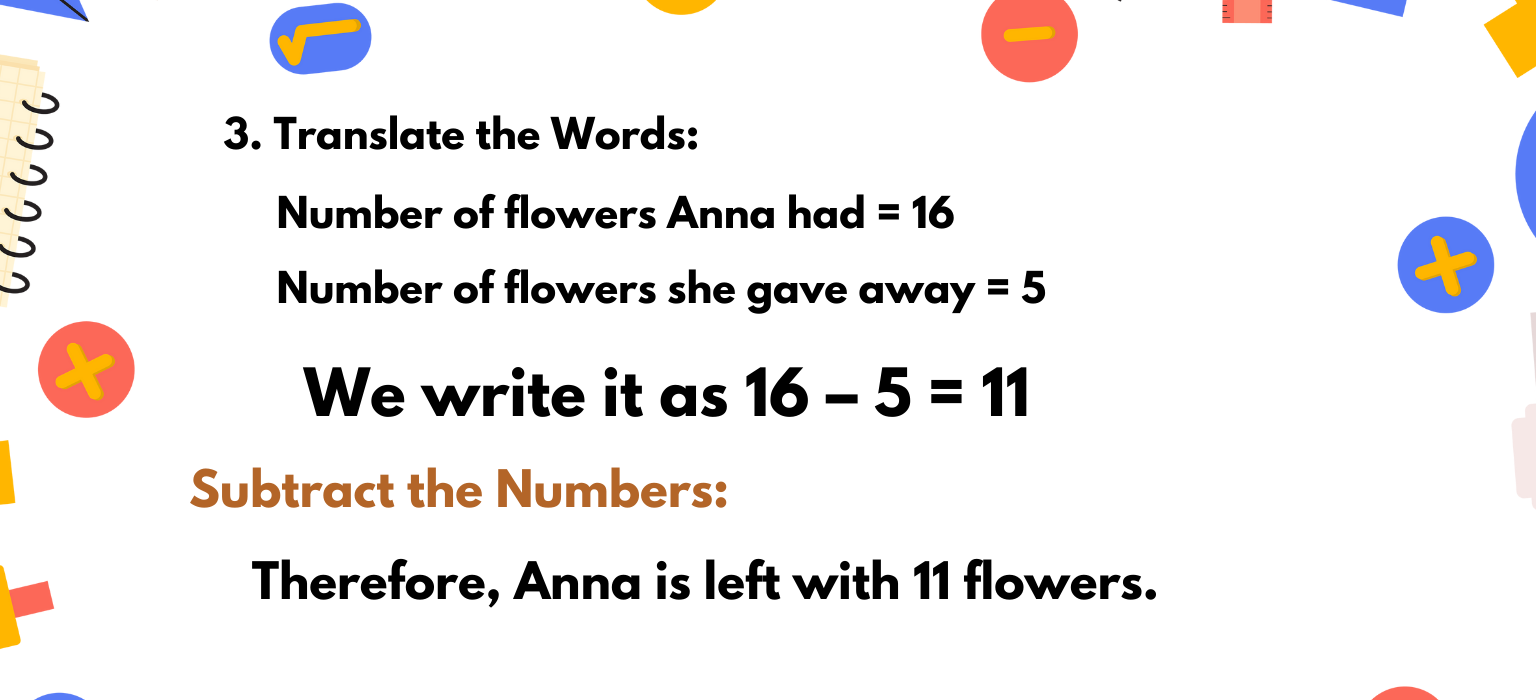 3. Translate the Words:
Number of flowers Anna had = 16
Number of flowers she gave away = 5
We write it as 16 – 5 = 11
Subtract the Numbers:
Therefore, Anna is left with 11 flowers.